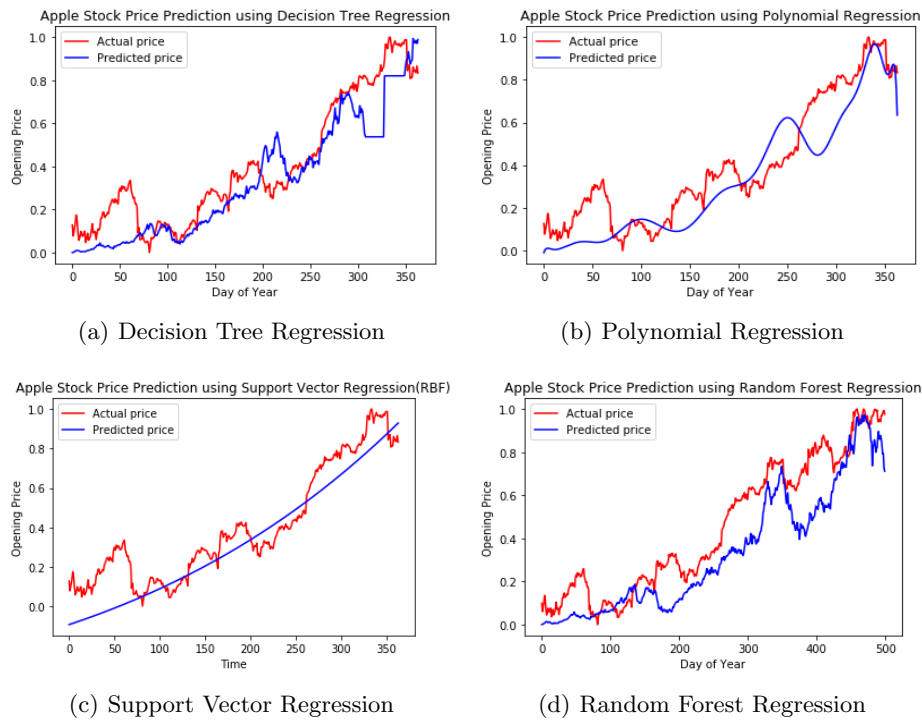 Apple Stock Price Prediction using Decision Tree Regression
Actual price
Predicted price
Opening Price
1.0
0.8
0.6
0.4
0.2
0.0
0 50 100 150 200 250 300 350
Day of Year
(a) Decision Tree Regression
Apple Stock Price Prediction using Polynomial Regression
Actual price
Predicted price
Opening Price
1.0
0.8
0.6
0.4
0.2
0.0
0 50 100 150 200 250 300 350
Day of Year
(b) Polynomial Regression
Apple Stock Price Prediction using Support Vector Regression(RBF)
Actual price
Predicted price
Opening Price
1.0
0.8
0.6
0.4
0.2
0.0
0 50 100 150 200 250 300 350
Time
(c) Support Vector Regression
Apple Stock Price Prediction using Random Forest Regression
Actual price
Predicted price
Opening Price
1.0
0.8
0.6
0.4
0.2
0.0
0 100 200 300 400 500
Day of Year
(d) Random Forest Regression